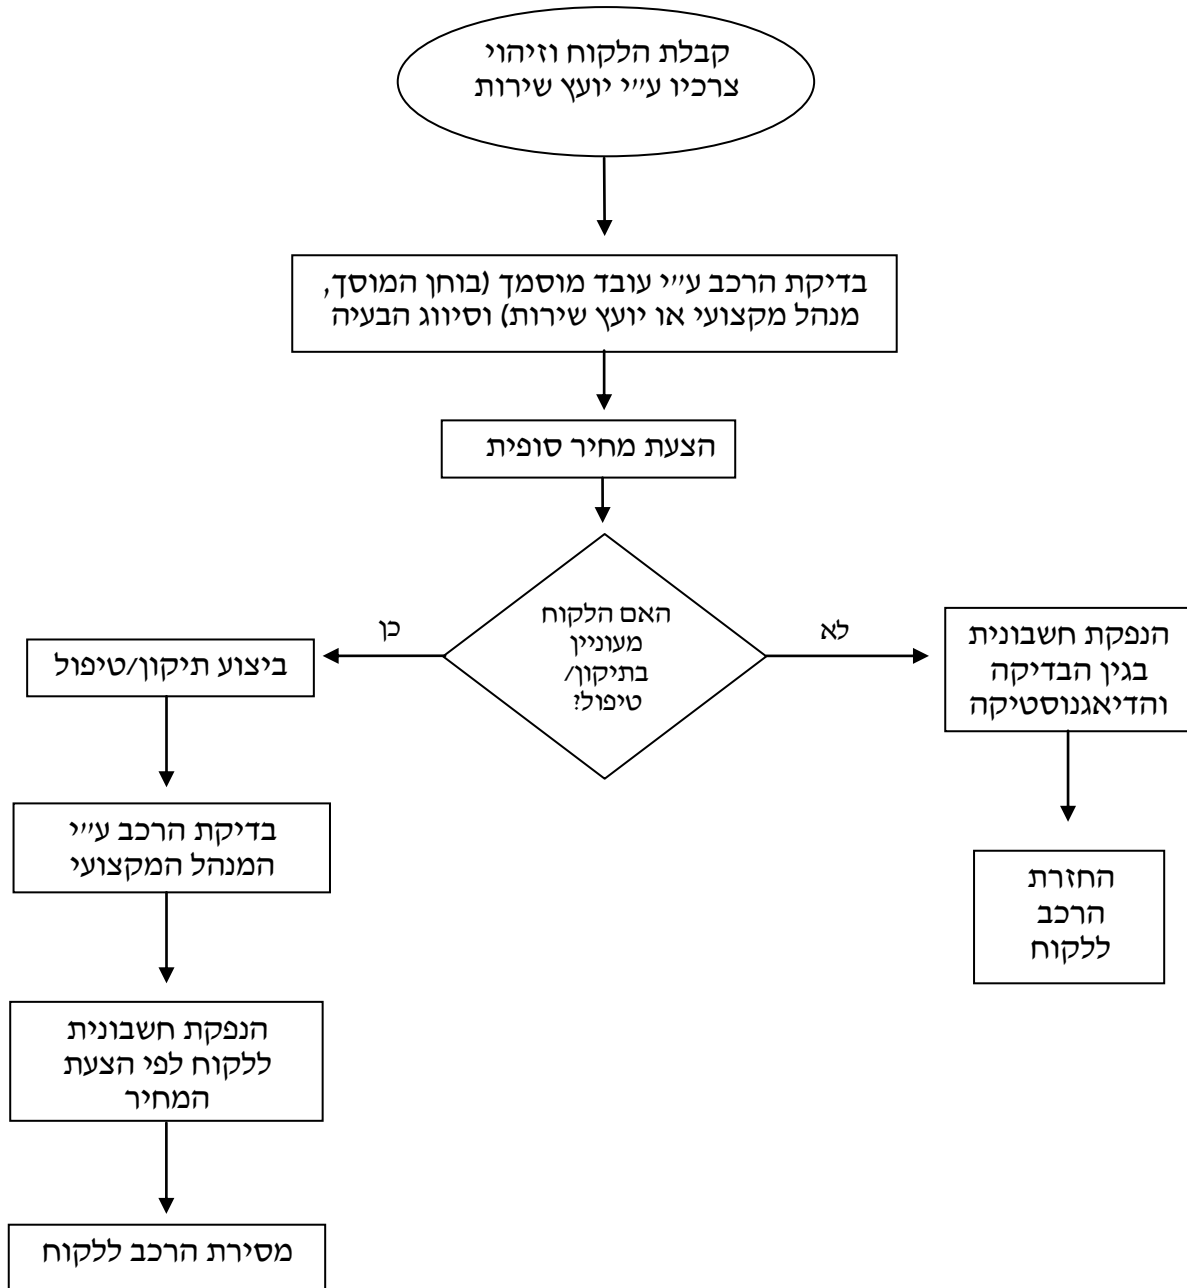 קבלת הלקוח וזיהוי
צרכיו ע״י יועץ שירות
בדיקת הרכב ע״י עובד מוסמך (בוחן המוסך,
מנהל מקצועי או יועץ שירות) וסיווג הבעיה
הצעת מחיר סופית
האם הלקוח
מעוניין
בתיקון/
טיפול?
כן
לא
ביצוע תיקון/טיפול
בדיקת הרכב ע״י
המנהל המקצועי
הנפקת חשבונית
ללקוח לפי הצעת
המחיר
מסירת הרכב ללקוח
הנפקת חשבונית
בגין הבדיקה
והדיאגנוסטיקה
החזרת
הרכב
ללקוח